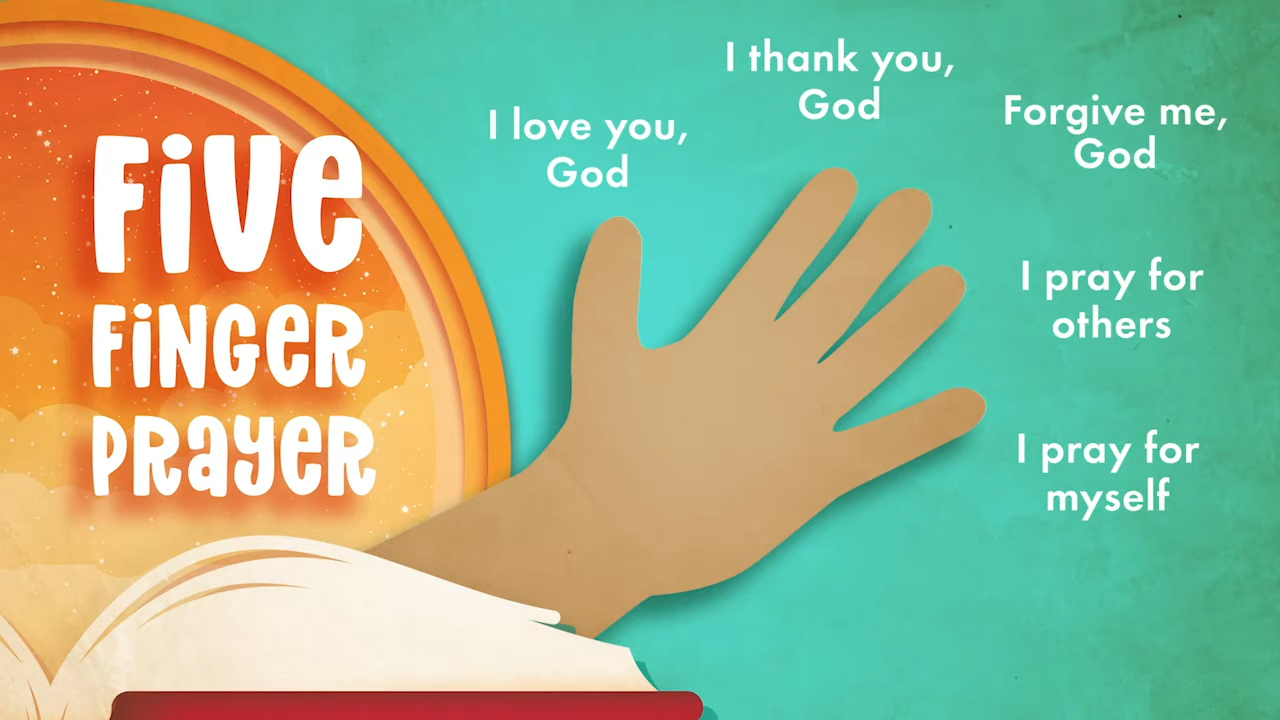 Five
Finger
Prayer
I love you,
God
I thank you,
God
Forgive me,
God
I pray for
others
I pray for
myself